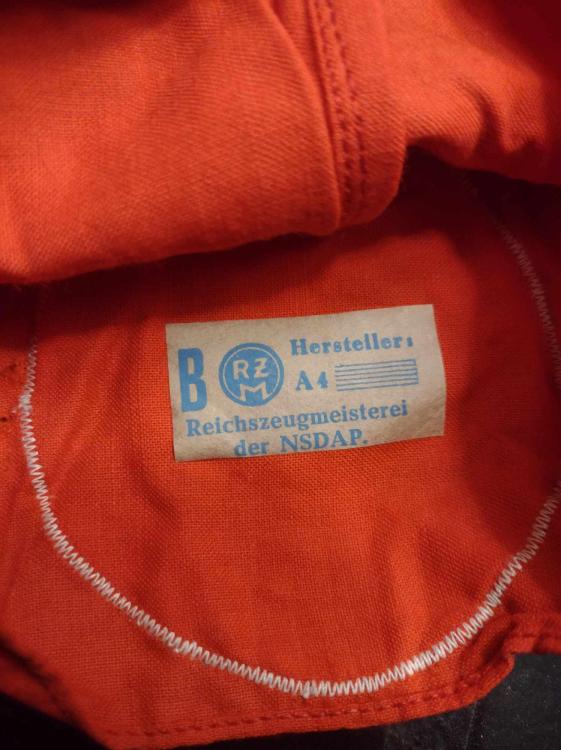 B RZM Hersteller:
A4
Reichszeugmeisterei
der NSDAP.